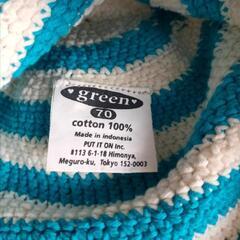 ♥green♥
70
cotton 100%
Made in indonesia
PUT IT ON Inc.
#113 6-1-18 Himonya,
Meguro-ku, Tokyo 152-0003